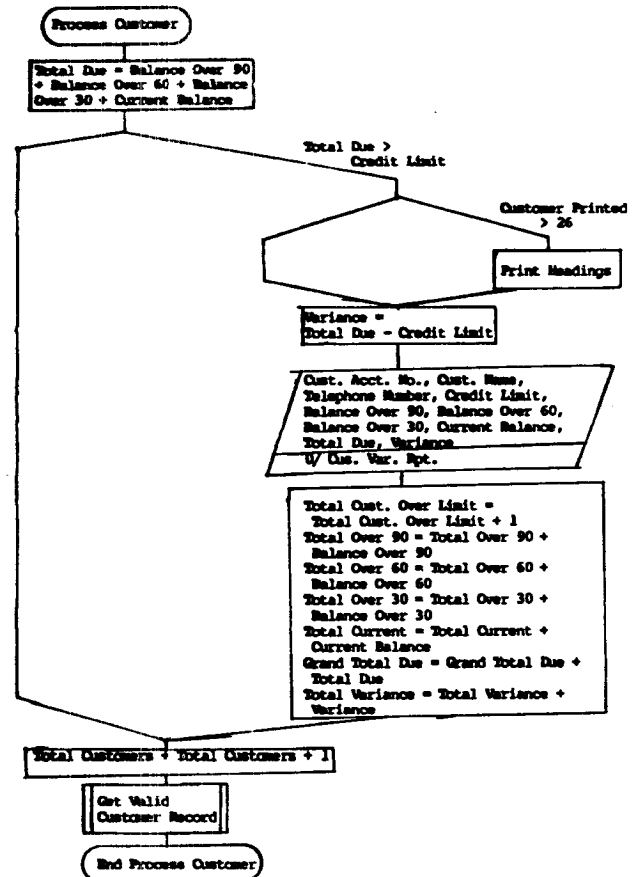 Process Customer
Total Due = Balance Over 90
+ Balance Over 60 + Balance
Over 30 + Current Balance
Total Due >
Credit Limit
Customer Printed
> 26
Print Headings
Variance =
Total Due - Credit Limit
Cust. Acct. No., Cust. Name,
Telephone Number, Credit Limit,
Balance Over 90, Balance Over 60,
Balance Over 30, Current Balance,
Total Due, Variance
0/ Cus. Var. Rpt.
Total Cust. Over Limit =
Total Cust. Over Limit + 1
Total Over 90 = Total Over 90 +
Balance Over 90
Total Over 60 = Total Over 60 +
Balance Over 60
Total Over 30 = Total Over 30 +
Balance Over 30
Total Current = Total Current +
Current Balance
Grand Total Due = Grand Total Due +
Total Due
Total Variance = Total Variance +
Variance
Total Customers + Total Customers + 1
Get Valid
Customer Record
End Process Customer